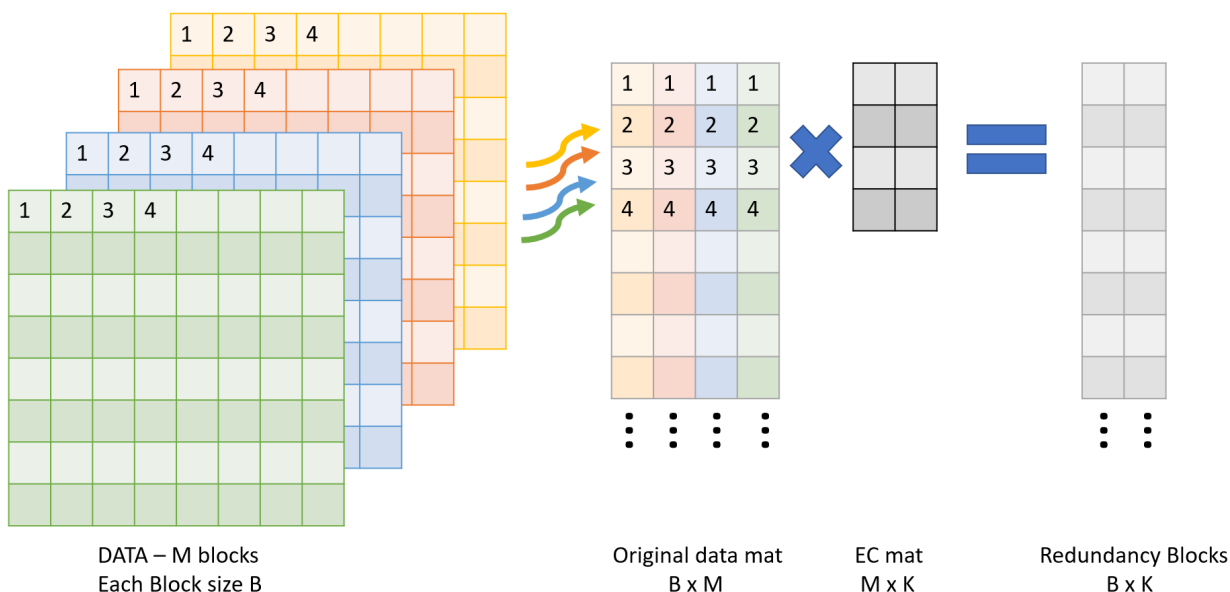 1 2 3 4
1 2 3 4
1 2 3 4
1 2 3 4
1 1 1 1
2 2 2 2
3 3 3 3
4 4 4 4
DATA – M blocks
Each Block size B
Original data mat
B x M
EC mat
M x K
Redundancy Blocks
B x K